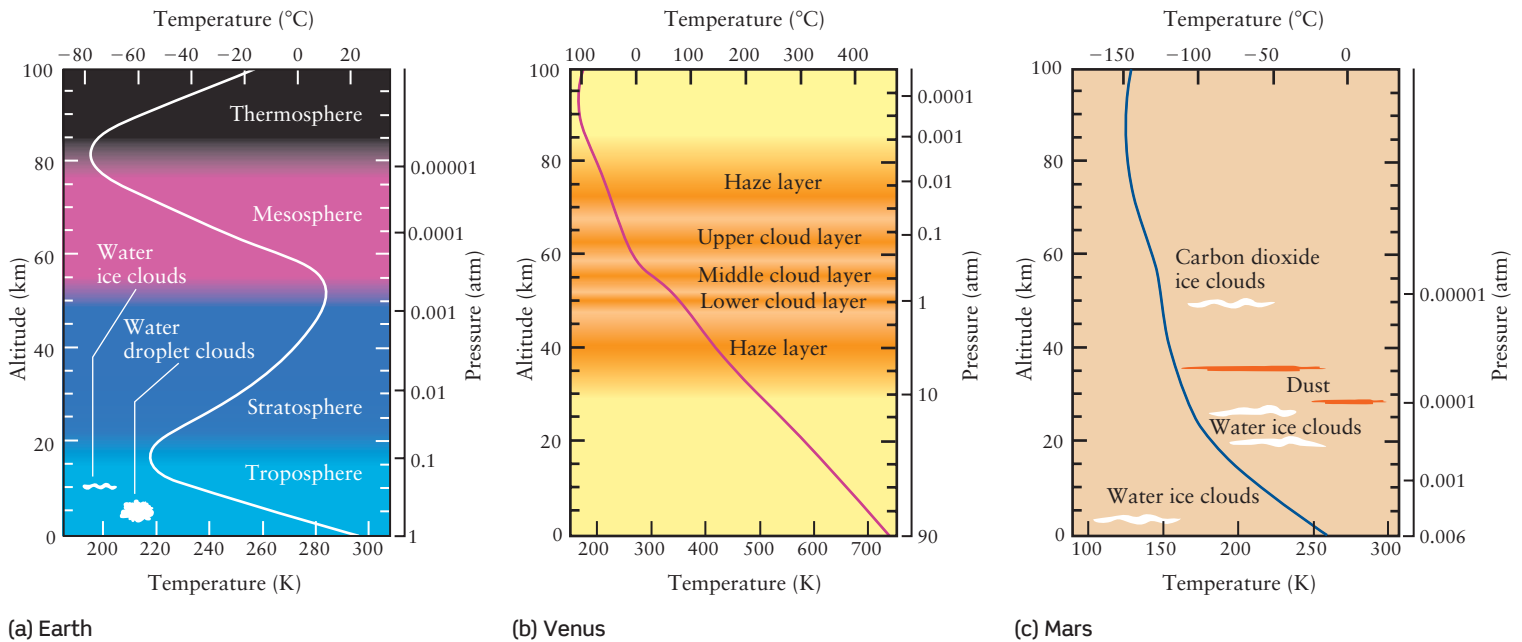 Temperature (°C)
−80 −60 −40 −20 0 20
100
80
60
40
20
0
Altitude (km)
Thermosphere
Mesosphere
Water
ice clouds
Water
droplet clouds
Stratosphere
Troposphere
0.00001
0.0001
0.001
0.01
0.1
1
Pressure (atm)
200 220 240 260 280 300
Temperature (K)
(a) Earth
Temperature (°C)
100 0 100 200 300 400
100
80
60
40
20
0
Altitude (km)
Haze layer
Upper cloud layer
Middle cloud layer
Lower cloud layer
Haze layer
0.0001
0.001
0.01
0.1
1
10
90
Pressure (atm)
200 300 400 500 600 700
Temperature (K)
(b) Venus
Temperature (°C)
−150 −100 −50 0
100
80
60
40
20
0
Altitude (km)
Carbon dioxide
ice clouds
Dust
Water ice clouds
Water ice clouds
0.00001
0.0001
0.001
0.006
Pressure (atm)
100 150 200 250 300
Temperature (K)
(c) Mars